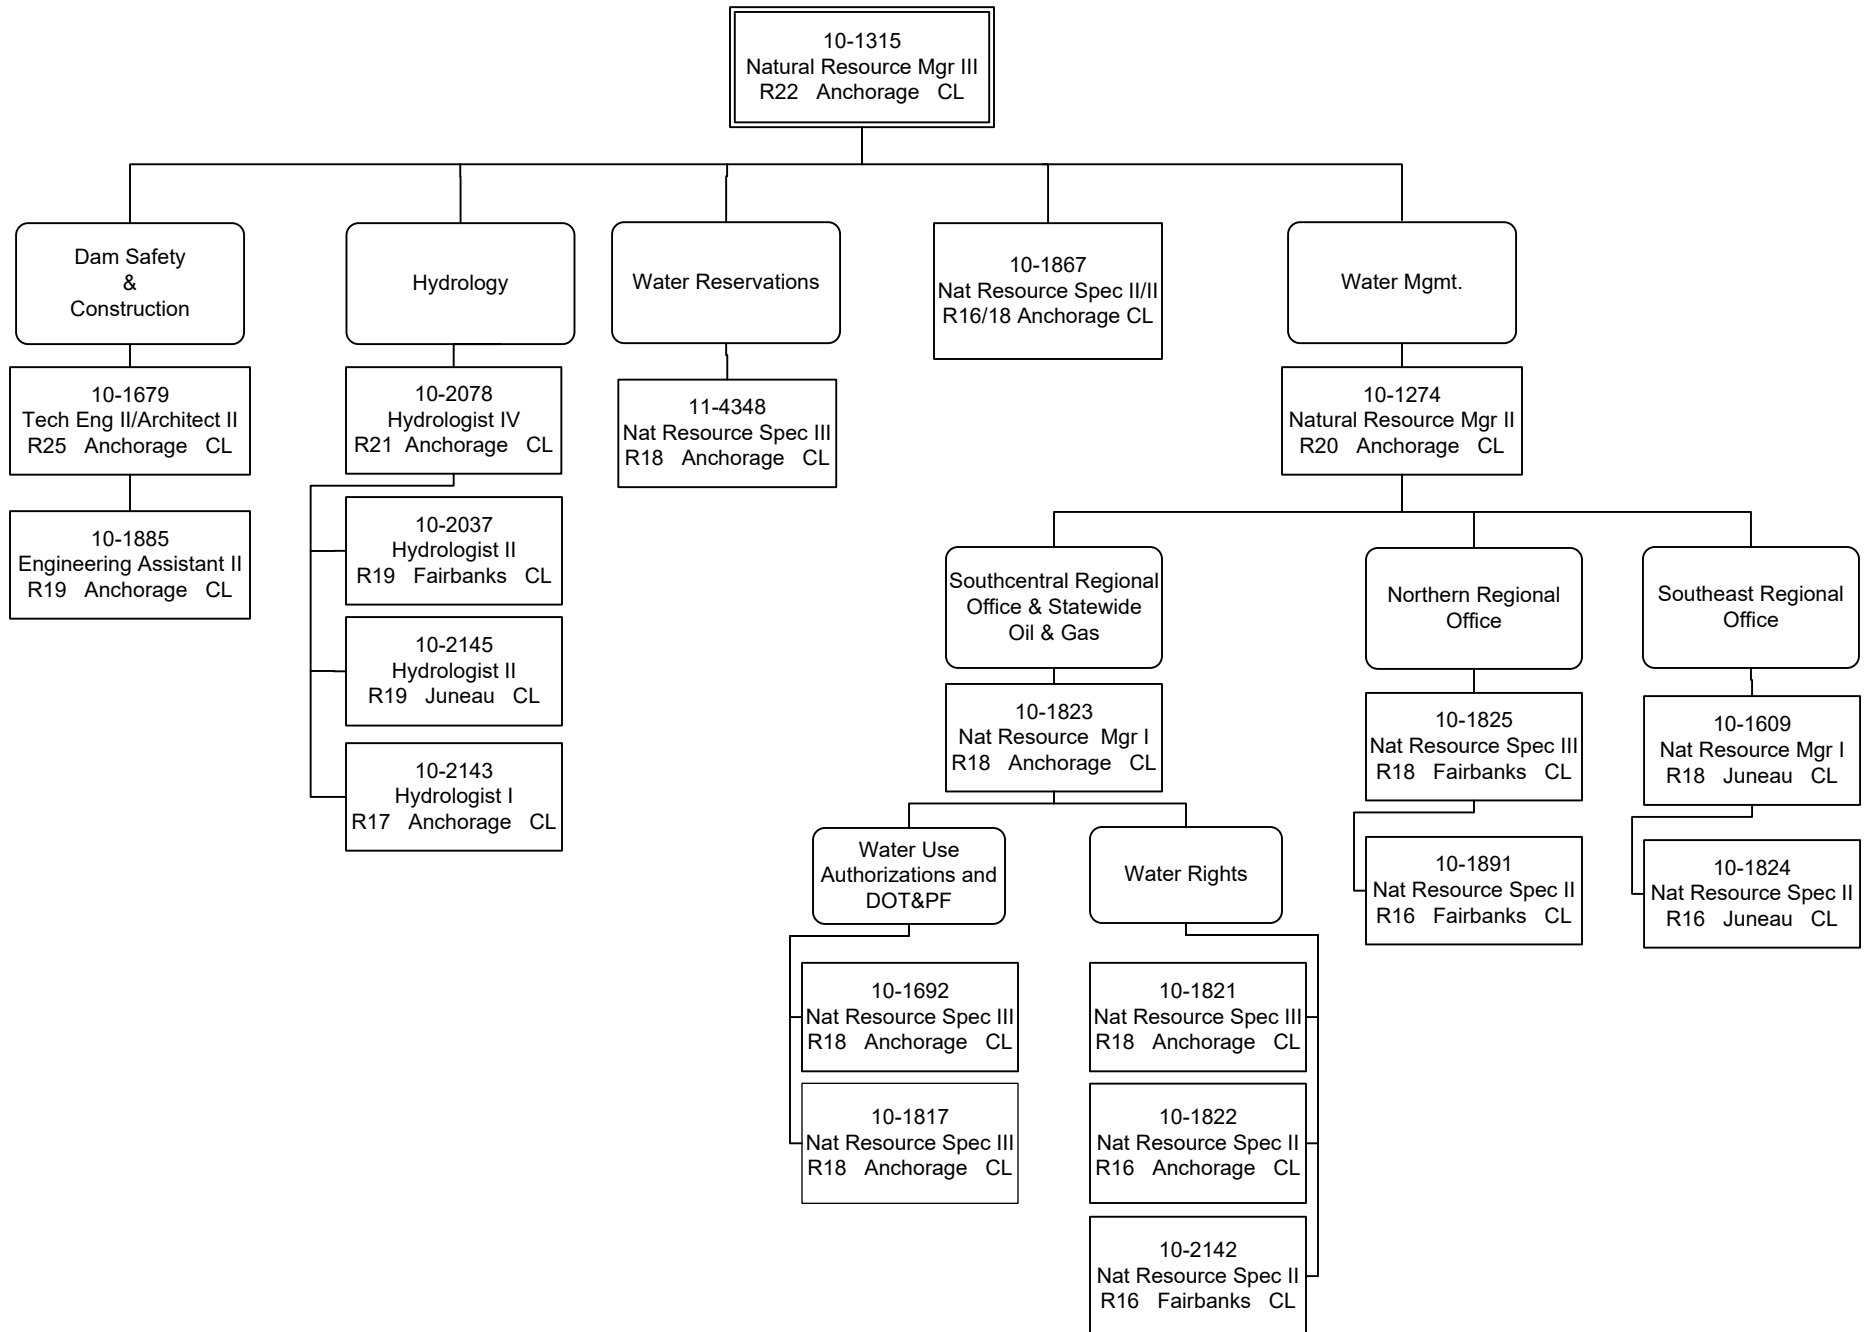 10-1315
Natural Resource Mgr III
R22 Anchorage CL
Dam Safety
&
Construction
10-1679
Tech Eng II/Architect II
R25 Anchorage CL
10-1885
Engineering Assistant II
R19 Anchorage CL
Hydrology
10-2078
Hydrologist IV
R21 Anchorage CL
10-2037
Hydrologist II
R19 Fairbanks CL
10-2145
Hydrologist II
R19 Juneau CL
10-2143
Hydrologist I
R17 Anchorage CL
Water Reservations
11-4348
Nat Resource Spec III
R18 Anchorage CL
10-1867
Nat Resource Spec II/II
R16/18 Anchorage CL
Water Mgmt.
10-1274
Natural Resource Mgr II
R20 Anchorage CL
Southcentral Regional
Office & Statewide
Oil & Gas
10-1823
Nat Resource Mgr I
R18 Anchorage CL
Water Use
Authorizations and
DOT&PF
10-1692
Nat Resource Spec III
R18 Anchorage CL
10-1817
Nat Resource Spec III
R18 Anchorage CL
Water Rights
10-1821
Nat Resource Spec III
R18 Anchorage CL
10-1822
Nat Resource Spec II
R16 Anchorage CL
10-2142
Nat Resource Spec II
R16 Fairbanks CL
Northern Regional
Office
10-1825
Nat Resource Spec III
R18 Fairbanks CL
10-1891
Nat Resource Spec II
R16 Fairbanks CL
Southeast Regional
Office
10-1609
Nat Resource Mgr I
R18 Juneau CL
10-1824
Nat Resource Spec II
R16 Juneau CL